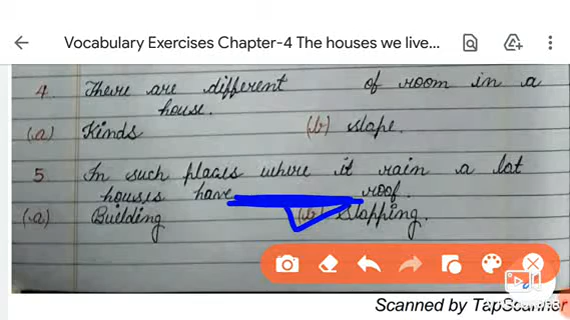 Vocabulary Exercises Chapter-4 The houses we live...
4. There are different of room in a
house.
(a) Kinds (b) slope.
5 In such places where it rain a lot
houses have roof.
(a) Building (b) Slopping.
Scanned by TapScanner